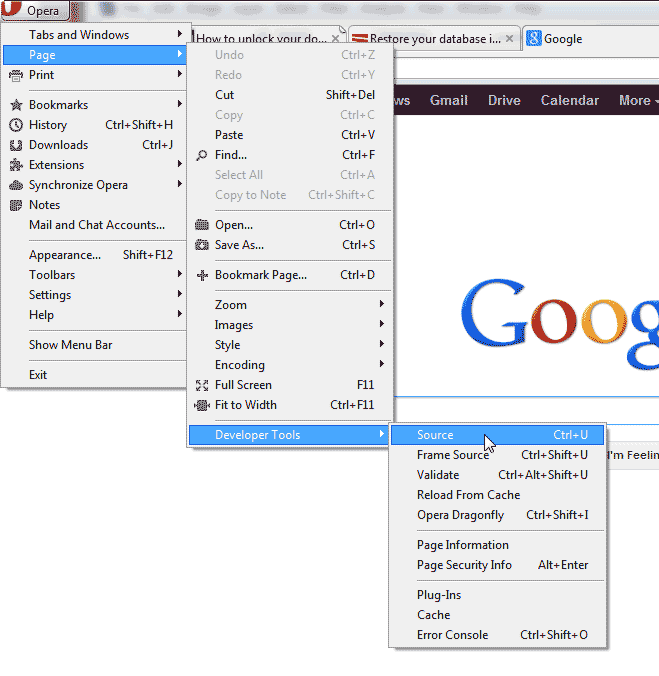 Opera
How to unlock your do...
Restore your database i...
Google
Gmail Drive Calendar More
Google
I'm Feelin
Tabs and Windows
Page
Print
Bookmarks
History Ctrl+Shift+H
Downloads Ctrl+J
Extensions
Synchronize Opera
Notes
Mail and Chat Accounts...
Appearance... Shift+F12
Toolbars
Settings
Help
Show Menu Bar
Exit
Undo Ctrl+Z
Redo Ctrl+Y
Cut Shift+Del
Copy Ctrl+C
Paste Ctrl+V
Find... Ctrl+F
Select All Ctrl+A
Copy to Note Ctrl+Shift+C
Open... Ctrl+O
Save As... Ctrl+S
Bookmark Page... Ctrl+D
Zoom
Images
Style
Encoding
Full Screen F11
Fit to Width Ctrl+F11
Developer Tools
Source Ctrl+U
Frame Source Ctrl+Shift+U
Validate Ctrl+Alt+Shift+U
Reload From Cache
Opera Dragonfly Ctrl+Shift+I
Page Information
Page Security Info Alt+Enter
Plug-Ins
Cache
Error Console Ctrl+Shift+O